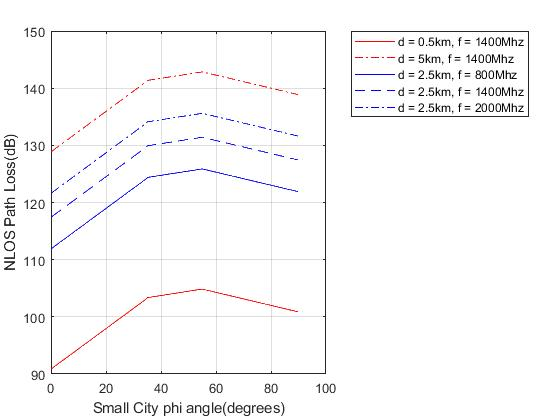 150
140
130
120
110
100
90
0
20
40
60
80
100
NLOS Path Loss(dB)
Small City phi angle(degrees)
d = 0.5km, f = 1400Mhz
d = 5km, f = 1400Mhz
d = 2.5km, f = 800Mhz
d = 2.5km, f = 1400Mhz
d = 2.5km, f = 2000Mhz